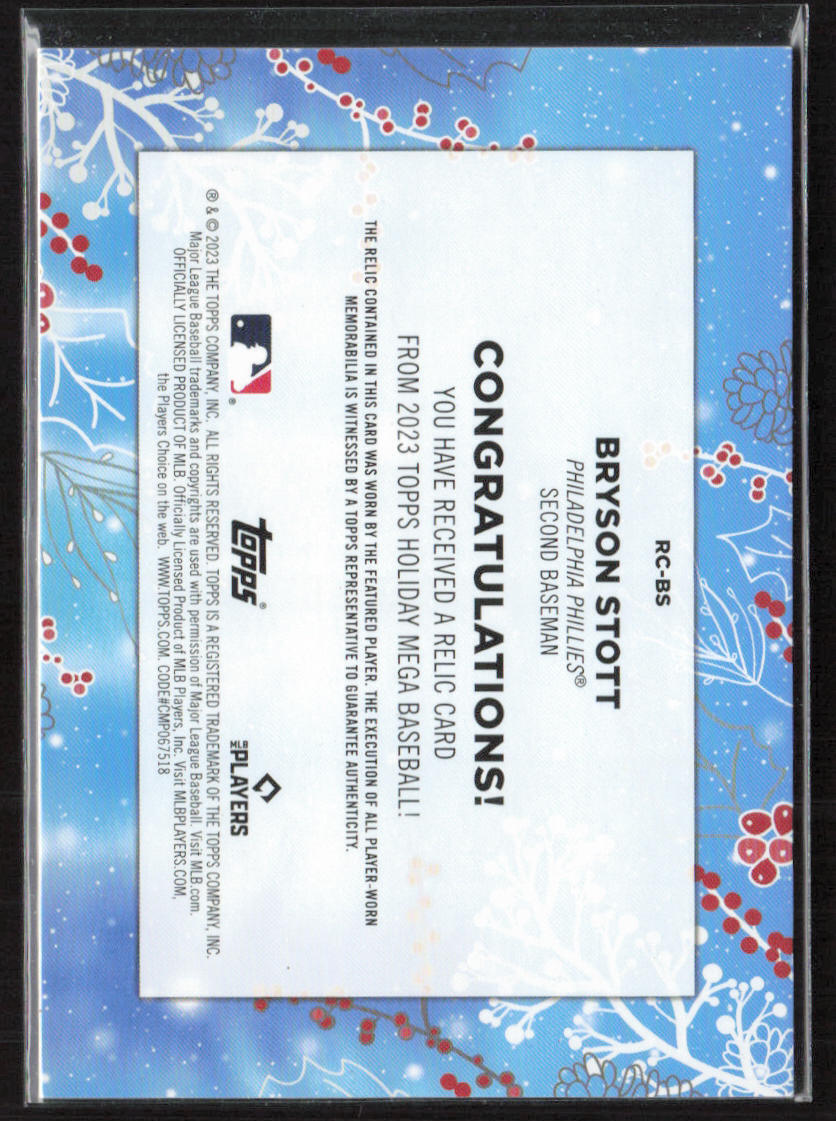 RC-BS
BRYSON STOTT
PHILADELPHIA PHILLIES®
SECOND BASEMAN
CONGRATULATIONS!
YOU HAVE RECEIVED A RELIC CARD
FROM 2023 TOPPS HOLIDAY MEGA BASEBALL!
THE RELIC CONTAINED IN THIS CARD WAS WORN BY THE FEATURED PLAYER. THE EXECUTION OF ALL PLAYER-WORN
MEMORABILIA IS WITNESSED BY A TOPPS REPRESENTATIVE TO GUARANTEE AUTHENTICITY.
®
topps®
MLB PLAYERS
® & © 2023 THE TOPPS COMPANY, INC. ALL RIGHTS RESERVED. TOPPS IS A REGISTERED TRADEMARK OF THE TOPPS COMPANY, INC.
Major League Baseball trademarks and copyrights are used with permission of Major League Baseball. Visit MLB.com.
OFFICIALLY LICENSED PRODUCT OF MLB. Officially Licensed Product of MLB Players, Inc. Visit MLBPLAYERS.COM,
the Players Choice on the web. WWW.TOPPS.COM. CODE#CMP067518